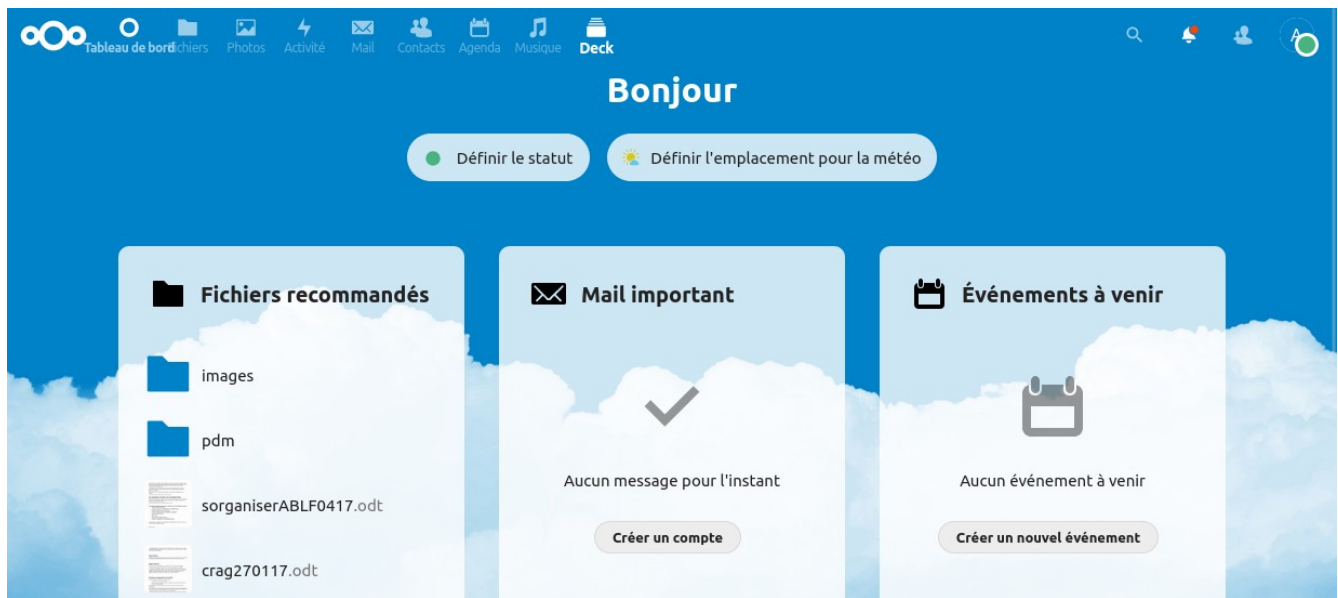 Tableau de bord Fichiers Photos Activité Mail Contacts Agenda Musique Deck
A
Bonjour
Définir le statut
Définir l'emplacement pour la météo
Fichiers recommandés
images
pdm
sorganiserABLF0417.odt
crag270117.odt
Mail important
Aucun message pour l'instant
Créer un compte
Événements à venir
Aucun événement à venir
Créer un nouvel événement